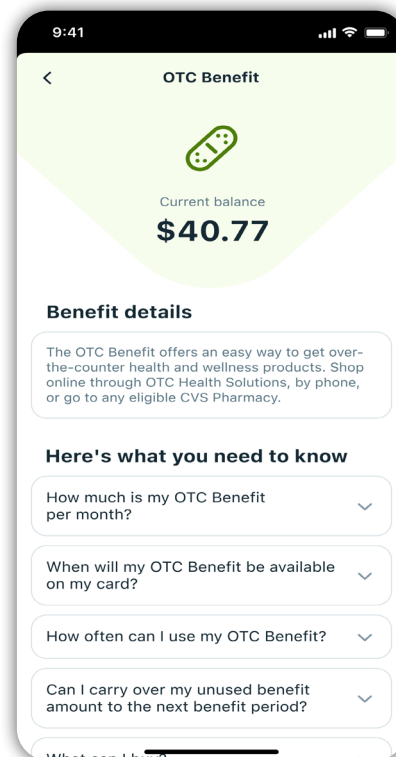 9:41
OTC Benefit
Current balance
$40.77
Benefit details
The OTC Benefit offers an easy way to get over-
the-counter health and wellness products. Shop
online through OTC Health Solutions, by phone,
or go to any eligible CVS Pharmacy.
Here's what you need to know
How much is my OTC Benefit
per month?
When will my OTC Benefit be available
on my card?
How often can I use my OTC Benefit?
Can I carry over my unused benefit
amount to the next benefit period?
What can I buy?